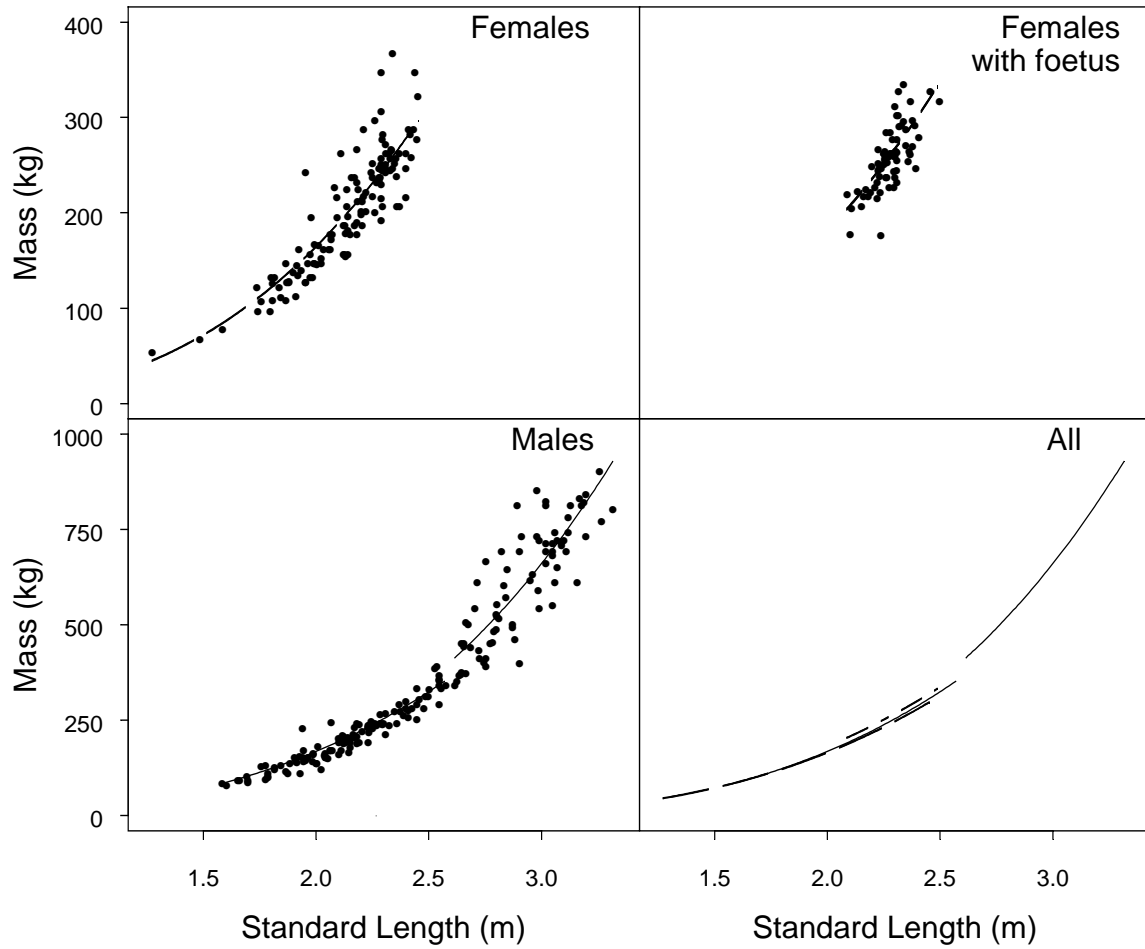 Females
Females
with foetus
400
300
200
100
0
Mass (kg)
Males
All
1000
750
500
250
0
Mass (kg)
1.5 2.0 2.5 3.0
1.5 2.0 2.5 3.0
Standard Length (m)
Standard Length (m)